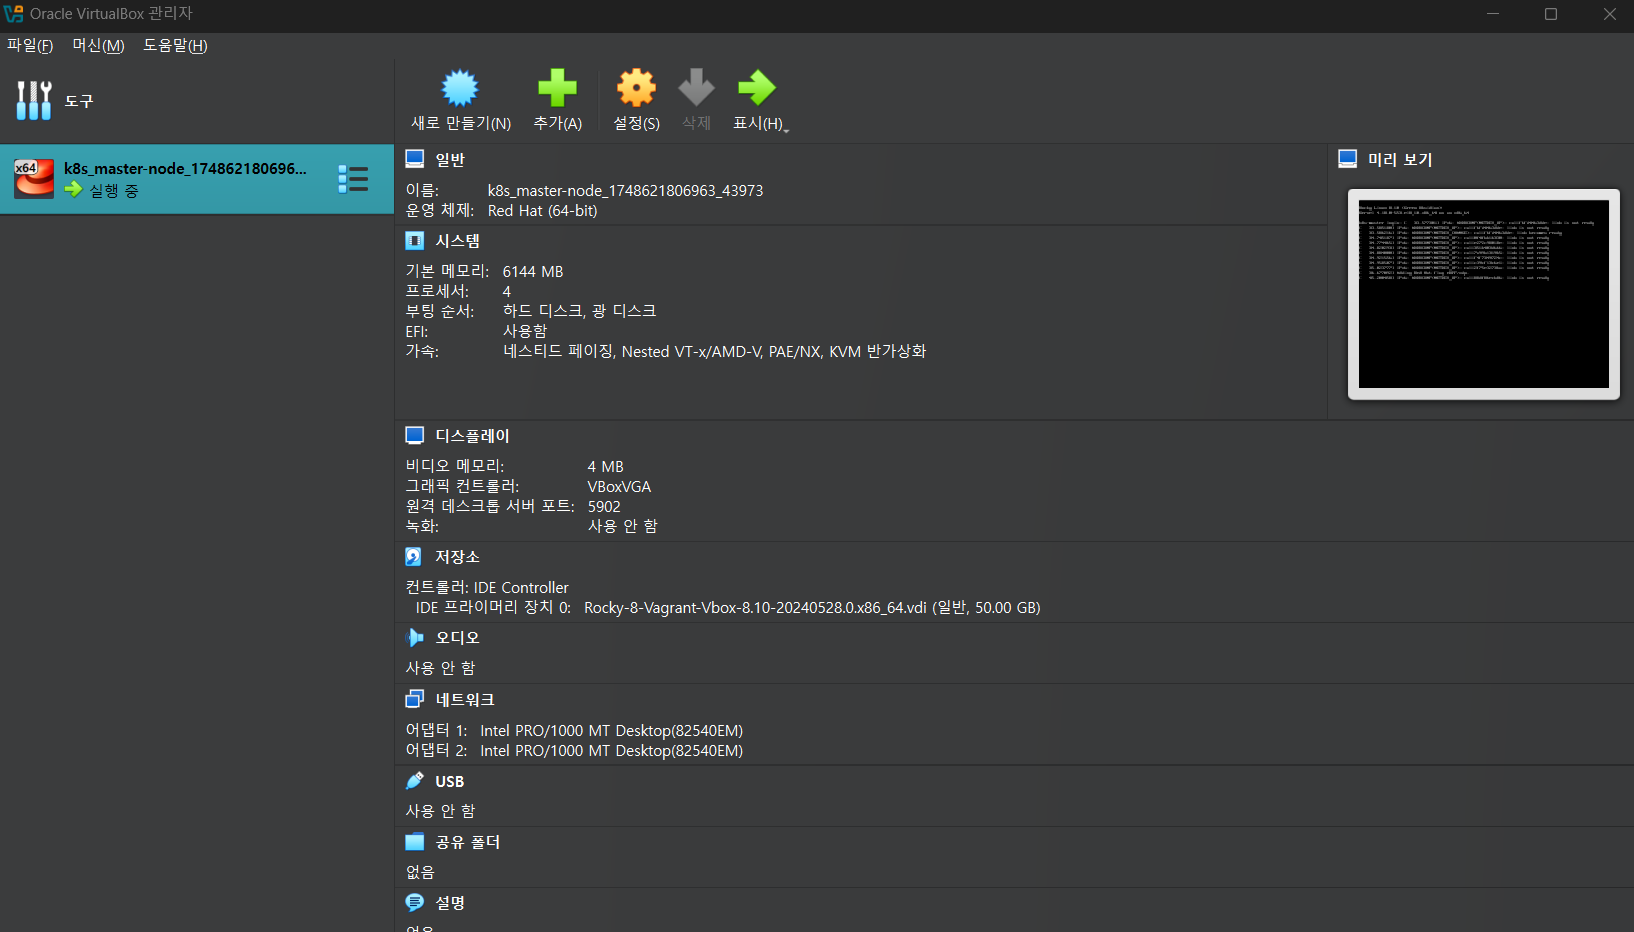 Oracle VirtualBox 관리자
파일(F) 머신(M) 도움말(H)
도구
새로 만들기(N) 추가(A) 설정(S) 삭제 표시(H)
x64
k8s_master-node_174862180696...
실행 중
일반
이름: k8s_master-node_1748621806963_43973
운영 체제: Red Hat (64-bit)
시스템
기본 메모리: 6144 MB
프로세서: 4
부팅 순서: 하드 디스크, 광 디스크
EFI: 사용함
가속: 네스티드 페이징, Nested VT-x/AMD-V, PAE/NX, KVM 반가상화
미리 보기
디스플레이
비디오 메모리: 4 MB
그래픽 컨트롤러: VBoxVGA
원격 데스크톱 서버 포트: 5902
녹화: 사용 안 함
저장소
컨트롤러: IDE Controller
IDE 프라이머리 장치 0: Rocky-8-Vagrant-Vbox-8.10-20240528.0.x86_64.vdi (일반, 50.00 GB)
오디오
사용 안 함
네트워크
어댑터 1: Intel PRO/1000 MT Desktop(82540EM)
어댑터 2: Intel PRO/1000 MT Desktop(82540EM)
USB
사용 안 함
공유 폴더
없음
설명